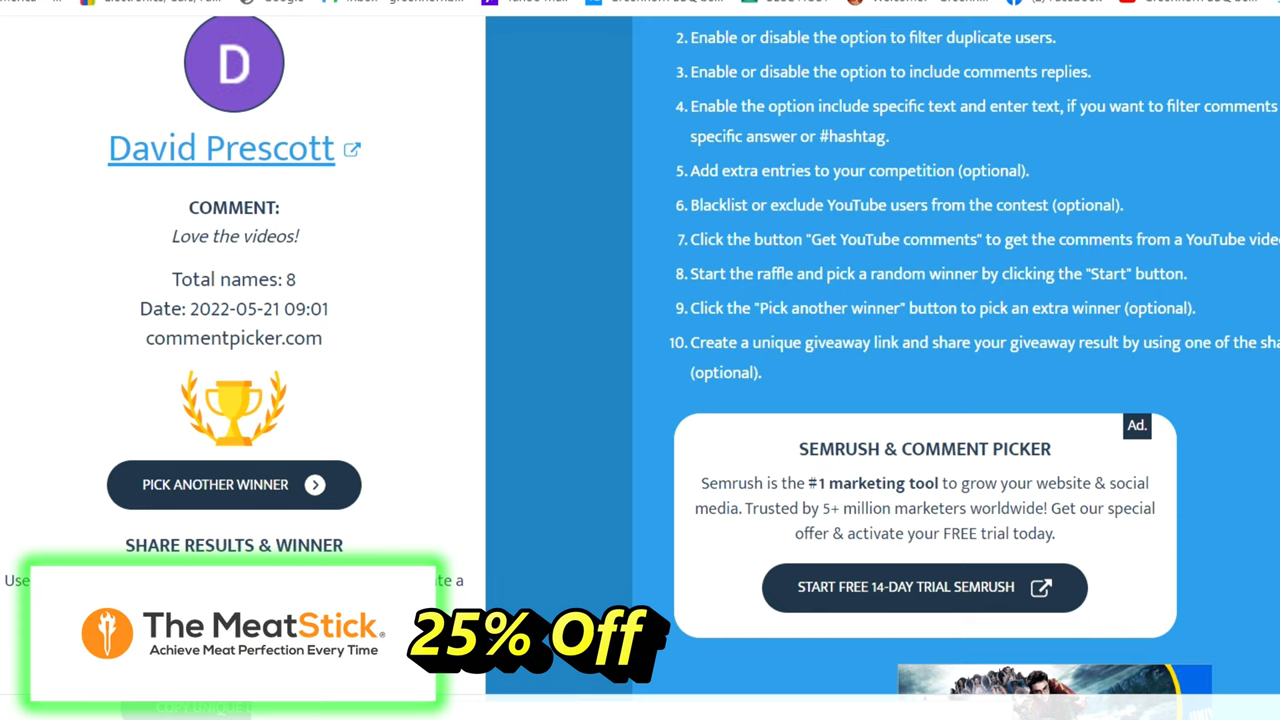 D
David Prescott
COMMENT:
Love the videos!
Total names: 8
Date: 2022-05-21 09:01
commentpicker.com
PICK ANOTHER WINNER
SHARE RESULTS & WINNER
Use
a
The MeatStick®
Achieve Meat Perfection Every Time
25% Off
2. Enable or disable the option to filter duplicate users.
3. Enable or disable the option to include comments replies.
4. Enable the option include specific text and enter text, if you want to filter comments
specific answer or #hashtag.
5. Add extra entries to your competition (optional).
6. Blacklist or exclude YouTube users from the contest (optional).
7. Click the button "Get YouTube comments" to get the comments from a YouTube video
8. Start the raffle and pick a random winner by clicking the "Start" button.
9. Click the "Pick another winner" button to pick an extra winner (optional).
10. Create a unique giveaway link and share your giveaway result by using one of the
(optional).
Ad.
SEMRUSH & COMMENT PICKER
Semrush is the #1 marketing tool to grow your website & social
media. Trusted by 5+ million marketers worldwide! Get our special
offer & activate your FREE trial today.
START FREE 14-DAY TRIAL SEMRUSH